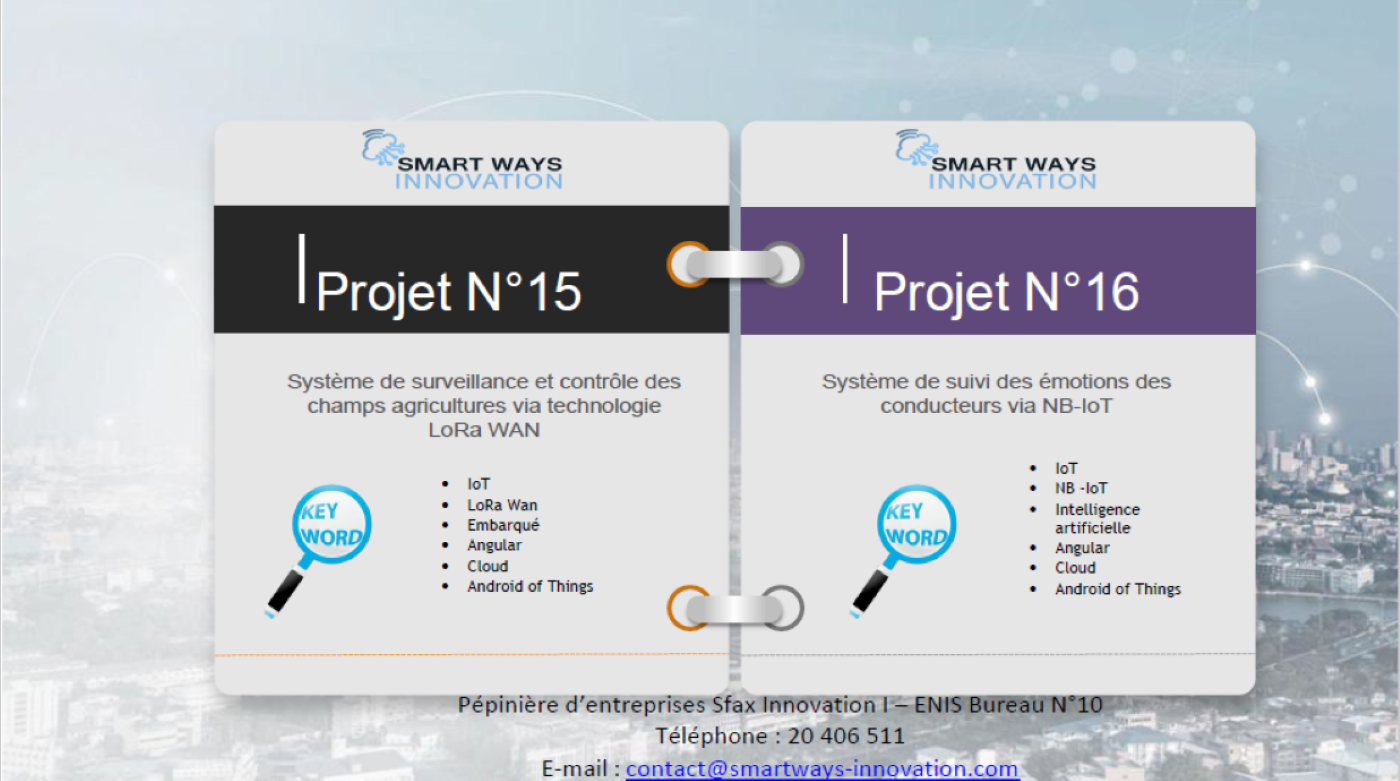 SMART WAYS
INNOVATION
Projet N°15
Système de surveillance et contrôle des
champs agricultures via technologie
LoRa WAN
KEY
WORD
• IoT
• LoRa Wan
• Embarqué
• Angular
• Cloud
• Android of Things
SMART WAYS
INNOVATION
Projet N°16
Système de suivi des émotions des
conducteurs via NB-IoT
KEY
WORD
• IoT
• NB -IoT
• Intelligence
artificielle
• Angular
• Cloud
• Android of Things
Pépinière d’entreprises Sfax Innovation I – ENIS Bureau N°10
Téléphone : 20 406 511
E-mail : contact@smartways-innovation.com